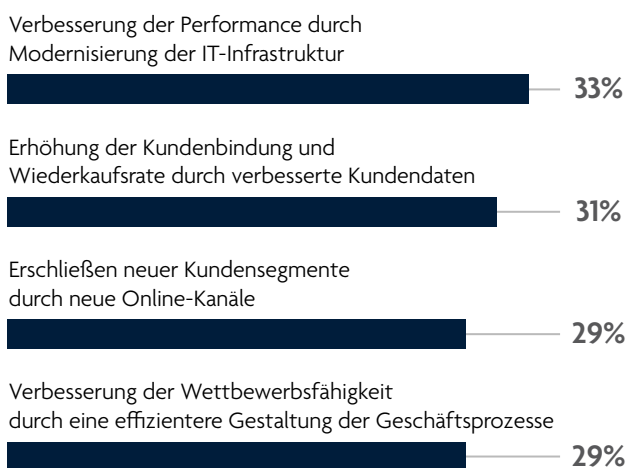 Verbesserung der Performance durch
Modernisierung der IT-Infrastruktur
33%
Erhöhung der Kundenbindung und
Wiederkaufsrate durch verbesserte Kundendaten
31%
Erschließen neuer Kundensegmente
durch neue Online-Kanäle
29%
Verbesserung der Wettbewerbsfähigkeit
durch eine effizientere Gestaltung der Geschäftsprozesse
29%